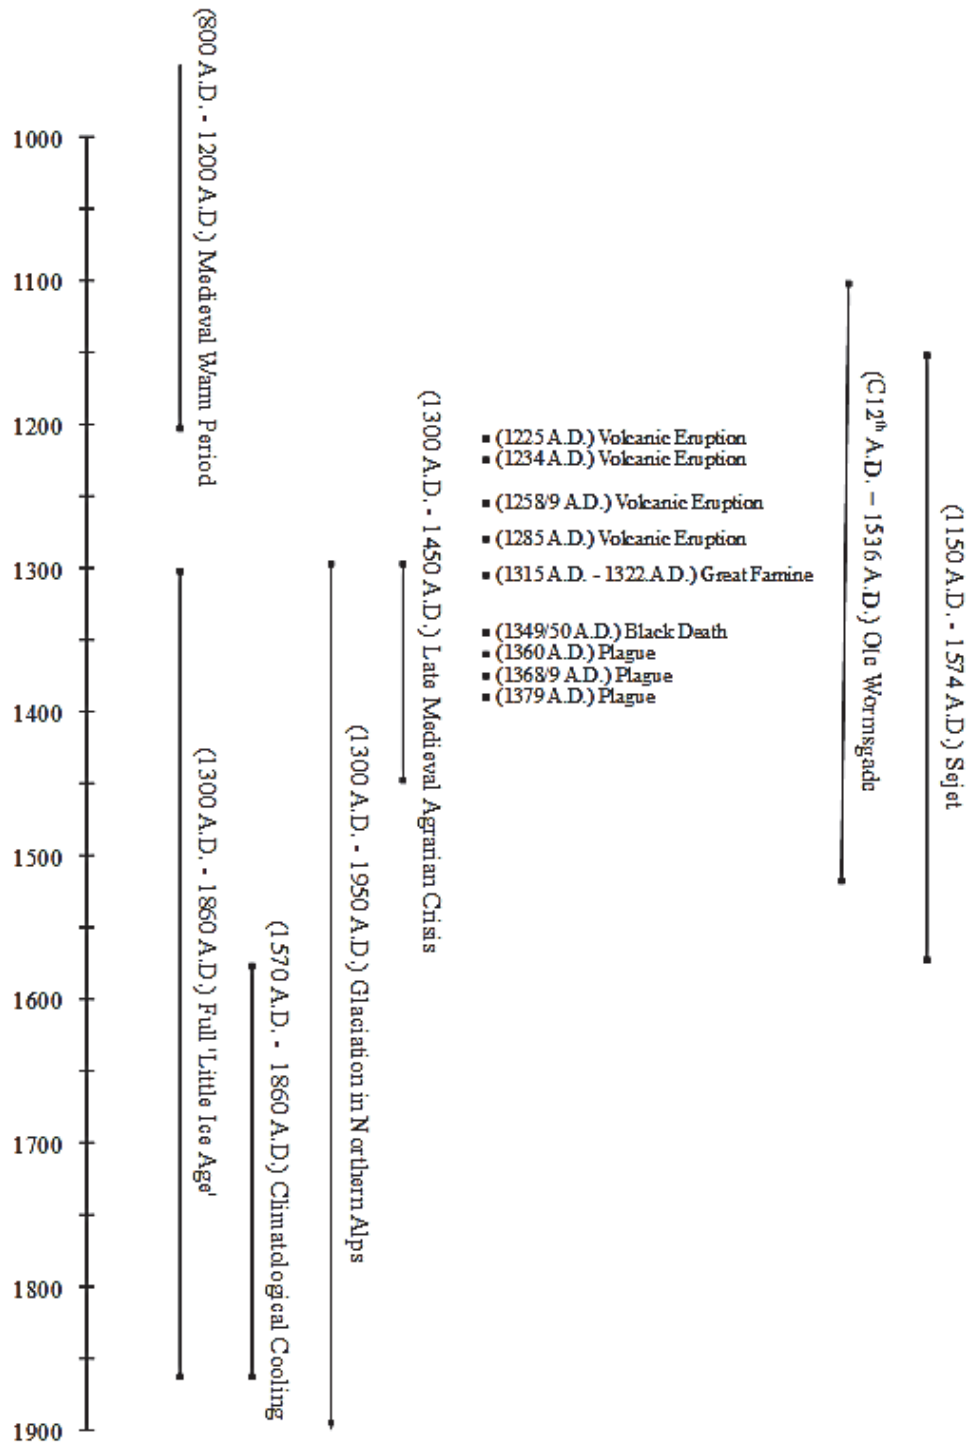 1000
1100
1200
1300
1400
1500
1600
1700
1800
1900
(800 A.D. - 1200 A.D.) Medieval Warm Period
(1300 A.D. - 1860 A.D.) Full 'Little Ice Age'
(1570 A.D. - 1860 A.D.) Climatological Cooling
(1300 A.D. - 1950 A.D.) Glaciation in Northern Alps
(1300 A.D. - 1450 A.D.) Late Medieval Agrarian Crisis
(1225 A.D.) Volcanic Eruption
(1234 A.D.) Volcanic Eruption
(1258/9 A.D.) Volcanic Eruption
(1285 A.D.) Volcanic Eruption
(1315 A.D. - 1322 A.D.) Great Famine
(1349/50 A.D.) Black Death
(1360 A.D.) Plague
(1368/9 A.D.) Plague
(1379 A.D.) Plague
(C12th A.D. – 1536 A.D.) Ole Wormsgade
(1150 A.D. - 1574 A.D.) Sejet